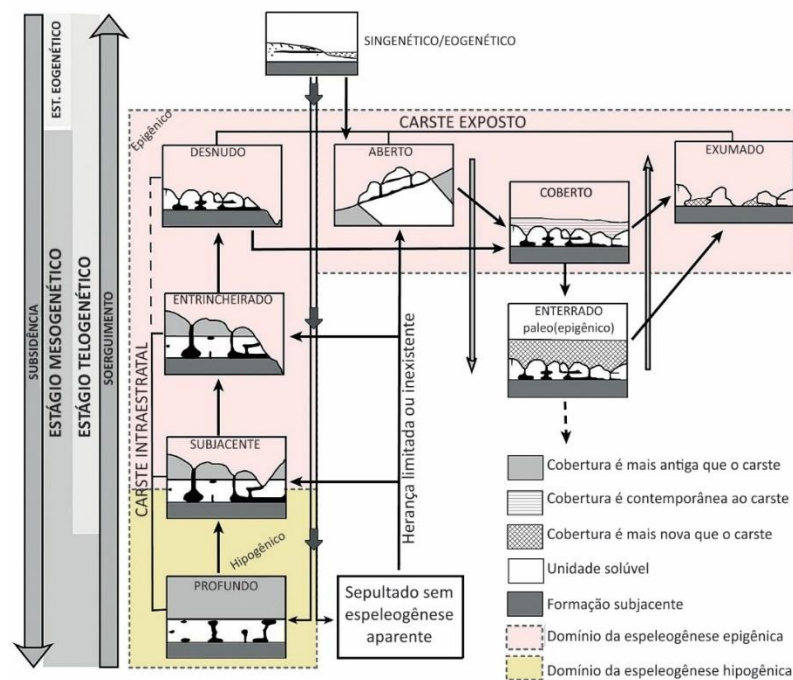 SINGENÉTICO/EOGENÉTICO
EST. EOGENÉTICO
SUBSIDÊNCIA
ESTÁGIO MESOGENÉTICO
ESTÁGIO TELOGENÉTICO
SOERGUIMENTO
Epigênico
CARSTE EXPOSTO
DESNUDO
ABERTO
COBERTO
EXUMADO
ENTRINCHEIRADO
ENTERRADO
paleo(epigênico)
CARSTE INTRAESTRATAL
SUBJACENTE
Herança limitada ou inexistente
Hipogênico
PROFUNDO
Sepultado sem
espeleogênese
aparente
Cobertura é mais antiga que o carste
Cobertura é contemporânea ao carste
Cobertura é mais nova que o carste
Unidade solúvel
Formação subjacente
Domínio da espeleogênese epigênica
Domínio da espeleogênese hipogênica